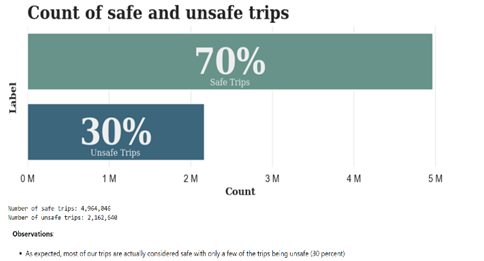 Count of safe and unsafe trips
Label
70%
Safe Trips
30%
Unsafe Trips
0 M 1 M 2 M 3 M 4 M 5 M
Count
Number of safe trips: 4,964,046
Number of unsafe trips: 2,162,640
Observations:
• As expected, most of our trips are actually considered safe with only a few of the trips being unsafe (30 percent)